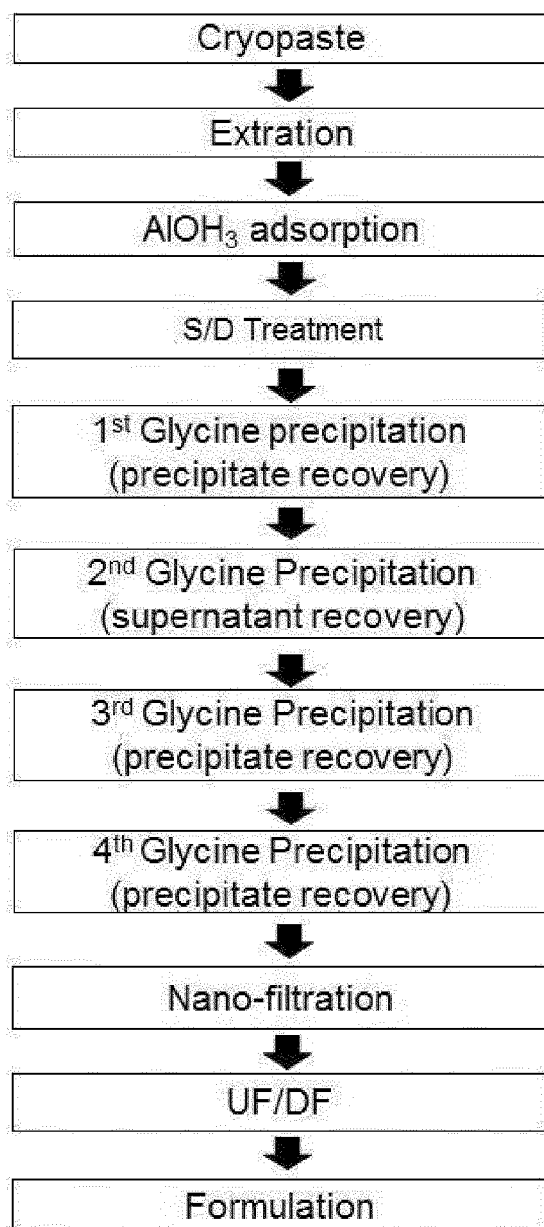 Cryopaste
Extration
AlOH₃ adsorption
S/D Treatment
1st Glycine precipitation
(precipitate recovery)
2nd Glycine Precipitation
(supernatant recovery)
3rd Glycine Precipitation
(precipitate recovery)
4th Glycine Precipitation
(precipitate recovery)
Nano-filtration
UF/DF
Formulation